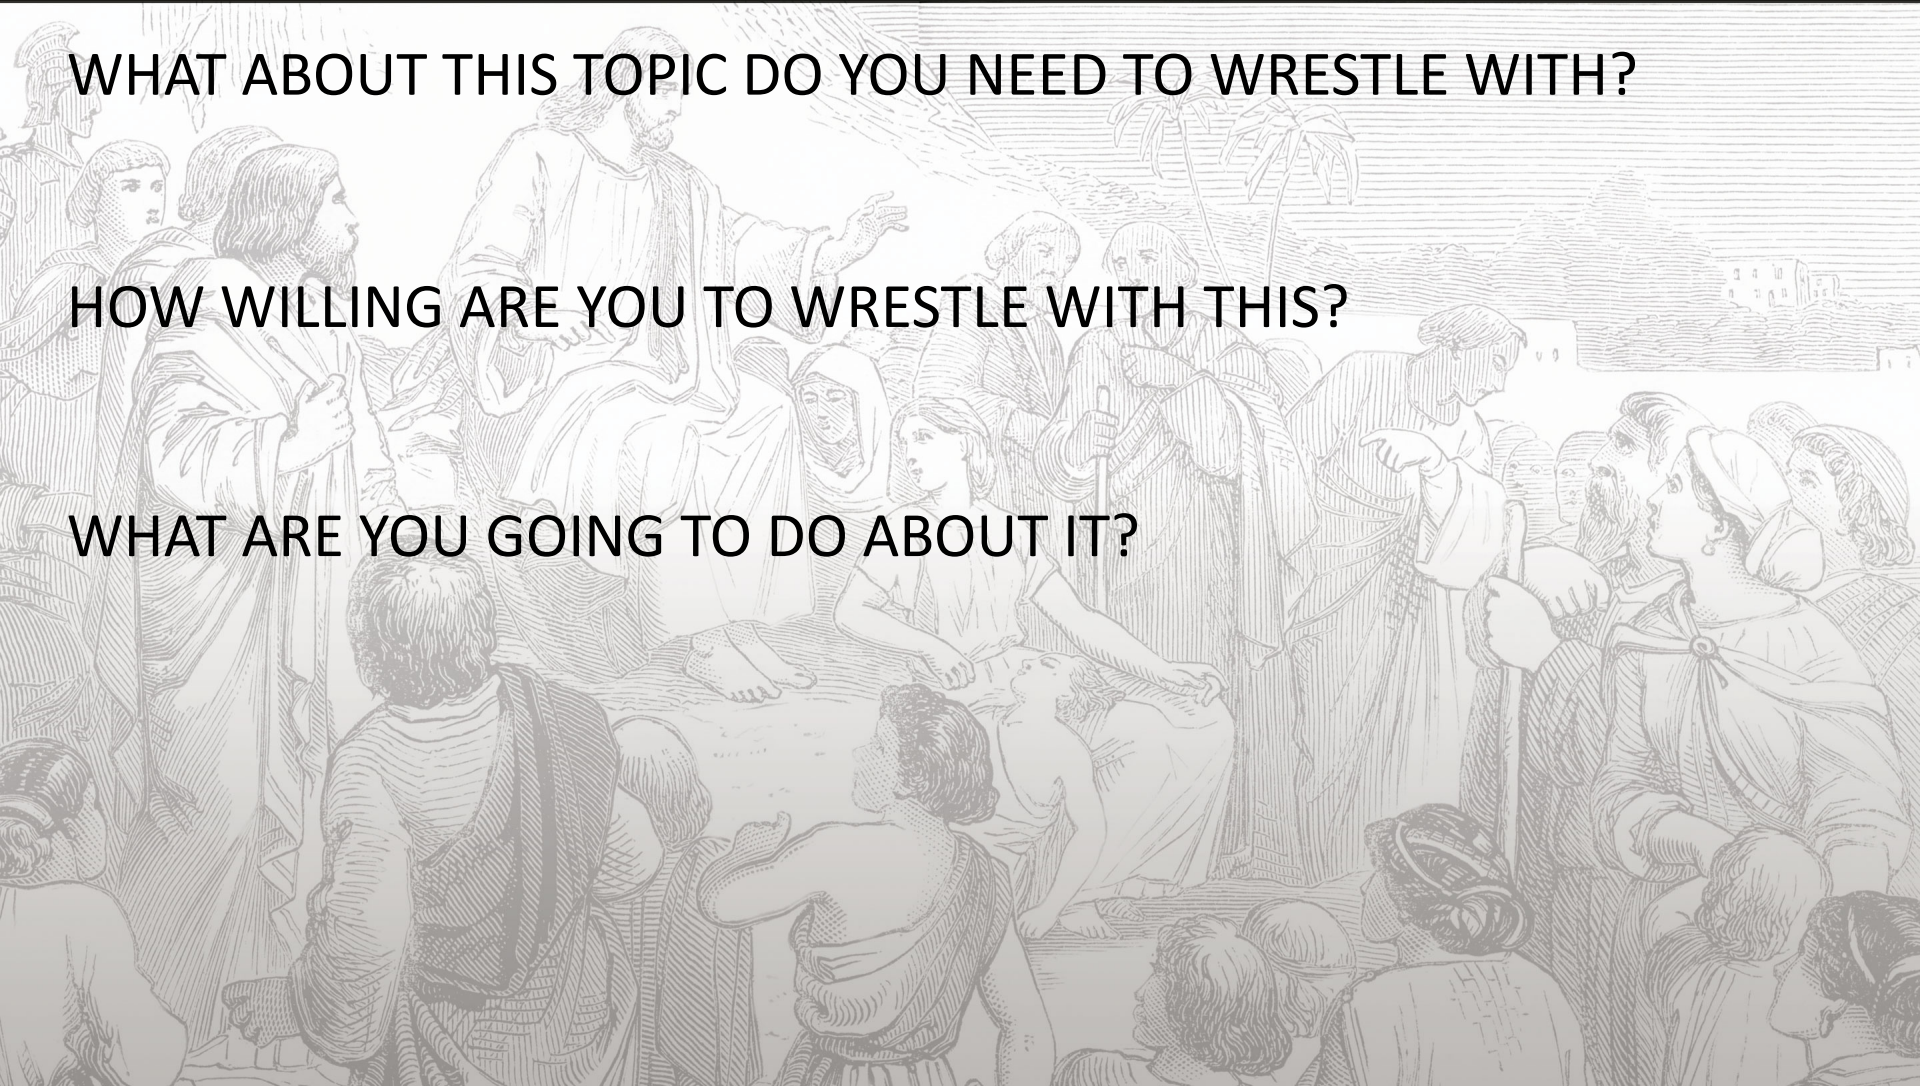 WHAT ABOUT THIS TOPIC DO YOU NEED TO WRESTLE WITH?
HOW WILLING ARE YOU TO WRESTLE WITH THIS?
WHAT ARE YOU GOING TO DO ABOUT IT?